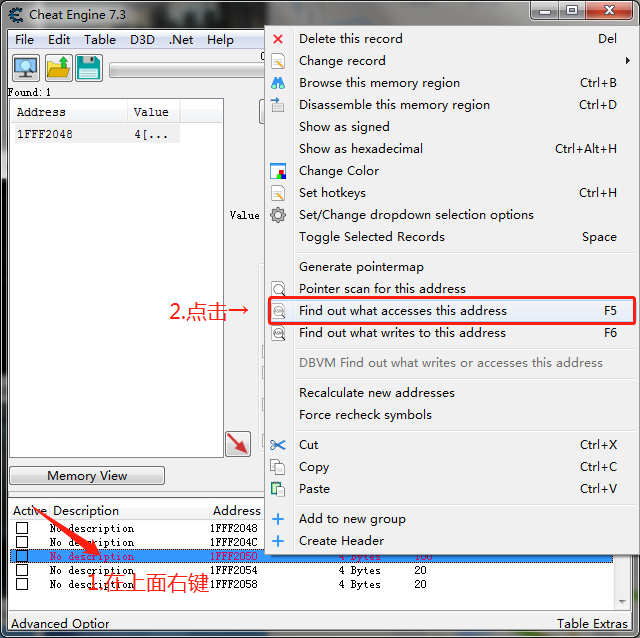 Cheat Engine 7.3
File Edit Table D3D .Net Help
Found: 1
Address Value
1FFF2048 4[...
Value
Delete this record Del
Change record
Browse this memory region Ctrl+B
Disassemble this memory region Ctrl+D
Show as signed
Show as hexadecimal Ctrl+Alt+H
Change Color
Set hotkeys Ctrl+H
Set/Change dropdown selection options
Toggle Selected Records Space
Generate pointermap
Pointer scan for this address
2.点击→
Find out what accesses this address F5
Find out what writes to this address F6
DBVM Find out what writes or accesses this address
Recalculate new addresses
Force recheck symbols
Cut Ctrl+X
Copy Ctrl+C
Paste Ctrl+V
Add to new group
Create Header
Memory View
Active Description Address
No description 1FFF2048
No description 1FFF204C
No description 1FFF2050 4 Bytes 100
No description 1FFF2054 4 Bytes 20
No description 1FFF2058 4 Bytes 20
1.在上面右键
Advanced Option Table Extras